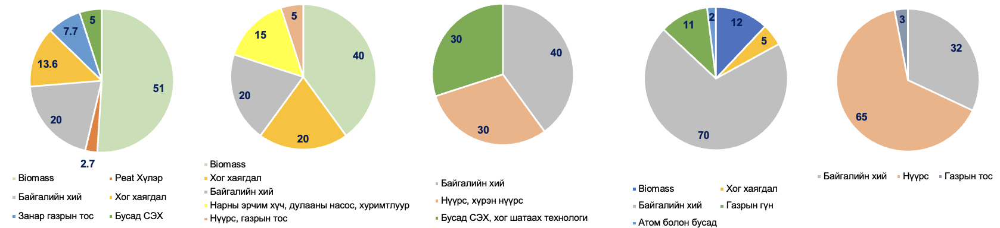 5
7.7
13.6
51
20
2.7
Biomass
Peat Хүлэр
Байгалийн хий
Хог хаягдал
Занар газрын тос
Бусад СЭХ
5
15
40
20
20
Biomass
Хог хаягдал
Байгалийн хий
Нарны эрчим хүч, дулааны насос, хуримтлуур
Нүүрс, газрын тос
30
40
30
Байгалийн хий
Нүүрс, хүрэн нүүрс
Бусад СЭХ, хог шатаах технологи
2
12
11
5
70
Biomass
Хог хаягдал
Байгалийн хий
Газрын гүн
Атом болон бусад
3
32
65
Байгалийн хий
Нүүрс
Газрын тос